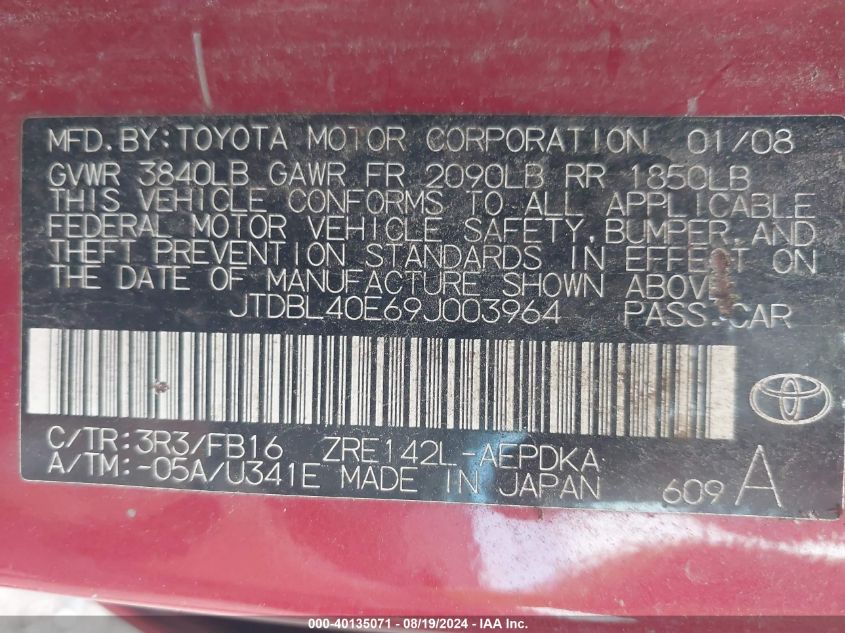 MFD. BY: TOYOTA MOTOR CORPORATION 01/08
GVWR 3840LB GAWR FR 2090LB RR 1850LB
THIS VEHICLE CONFORMS TO ALL APPLICABLE
FEDERAL MOTOR VEHICLE SAFETY, BUMPER, AND
THEFT PREVENTION STANDARDS IN EFFECT ON
THE DATE OF MANUFACTURE SHOWN ABOVE.
JTDBL40E69J003964 PASS. CAR
C/TR: 3R3/FB16 ZRE142L-AEPDKA
A/TM: -05A/U341E MADE IN JAPAN 609 A
000-40135071 - 08/19/2024 - IAA Inc.